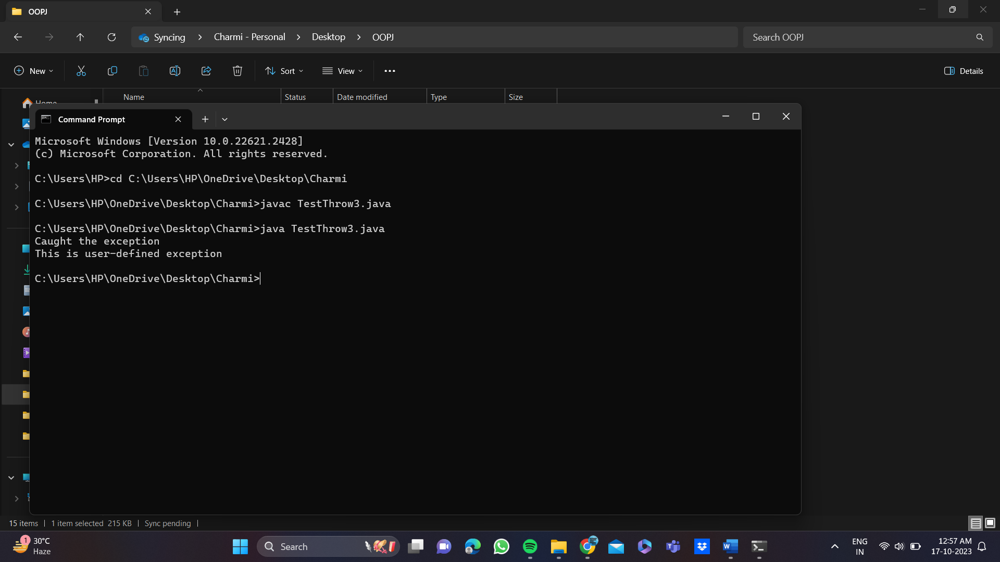 OOPJ
Syncing > Charmi - Personal > Desktop > OOPJ
Search OOPJ
New
Sort
View
Details
Home
Name
Status
Date modified
Type
Size
Command Prompt
Microsoft Windows [Version 10.0.22621.2428]
(c) Microsoft Corporation. All rights reserved.
C:\Users\HP>cd C:\Users\HP\OneDrive\Desktop\Charmi
C:\Users\HP\OneDrive\Desktop\Charmi>javac TestThrow3.java
C:\Users\HP\OneDrive\Desktop\Charmi>java TestThrow3.java
Caught the exception
This is user-defined exception
C:\Users\HP\OneDrive\Desktop\Charmi>
15 items | 1 item selected 215 KB | Sync pending |
1
30°C
Haze
Search
ENG
IN
12:57 AM
17-10-2023